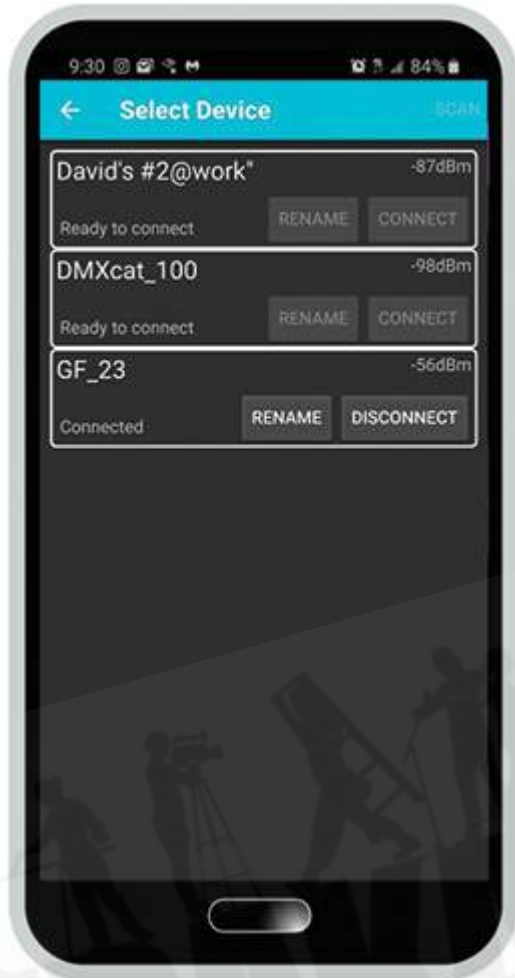 9:30 84%
Select Device SCAN
David's #2@work" -87dBm
Ready to connect RENAME CONNECT
DMXcat_100 -98dBm
Ready to connect RENAME CONNECT
GF_23 -56dBm
Connected RENAME DISCONNECT